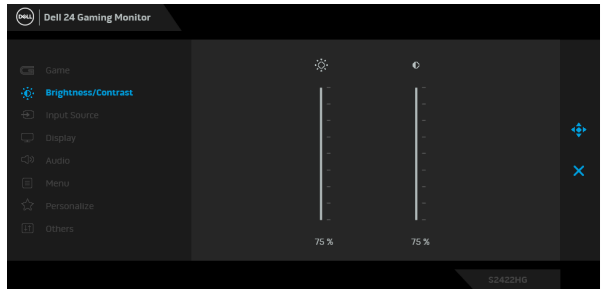 DELL
Dell 24 Gaming Monitor
Game
Brightness/Contrast
Input Source
Display
Audio
Menu
Personalize
Others
75 %
75 %
S2422HG